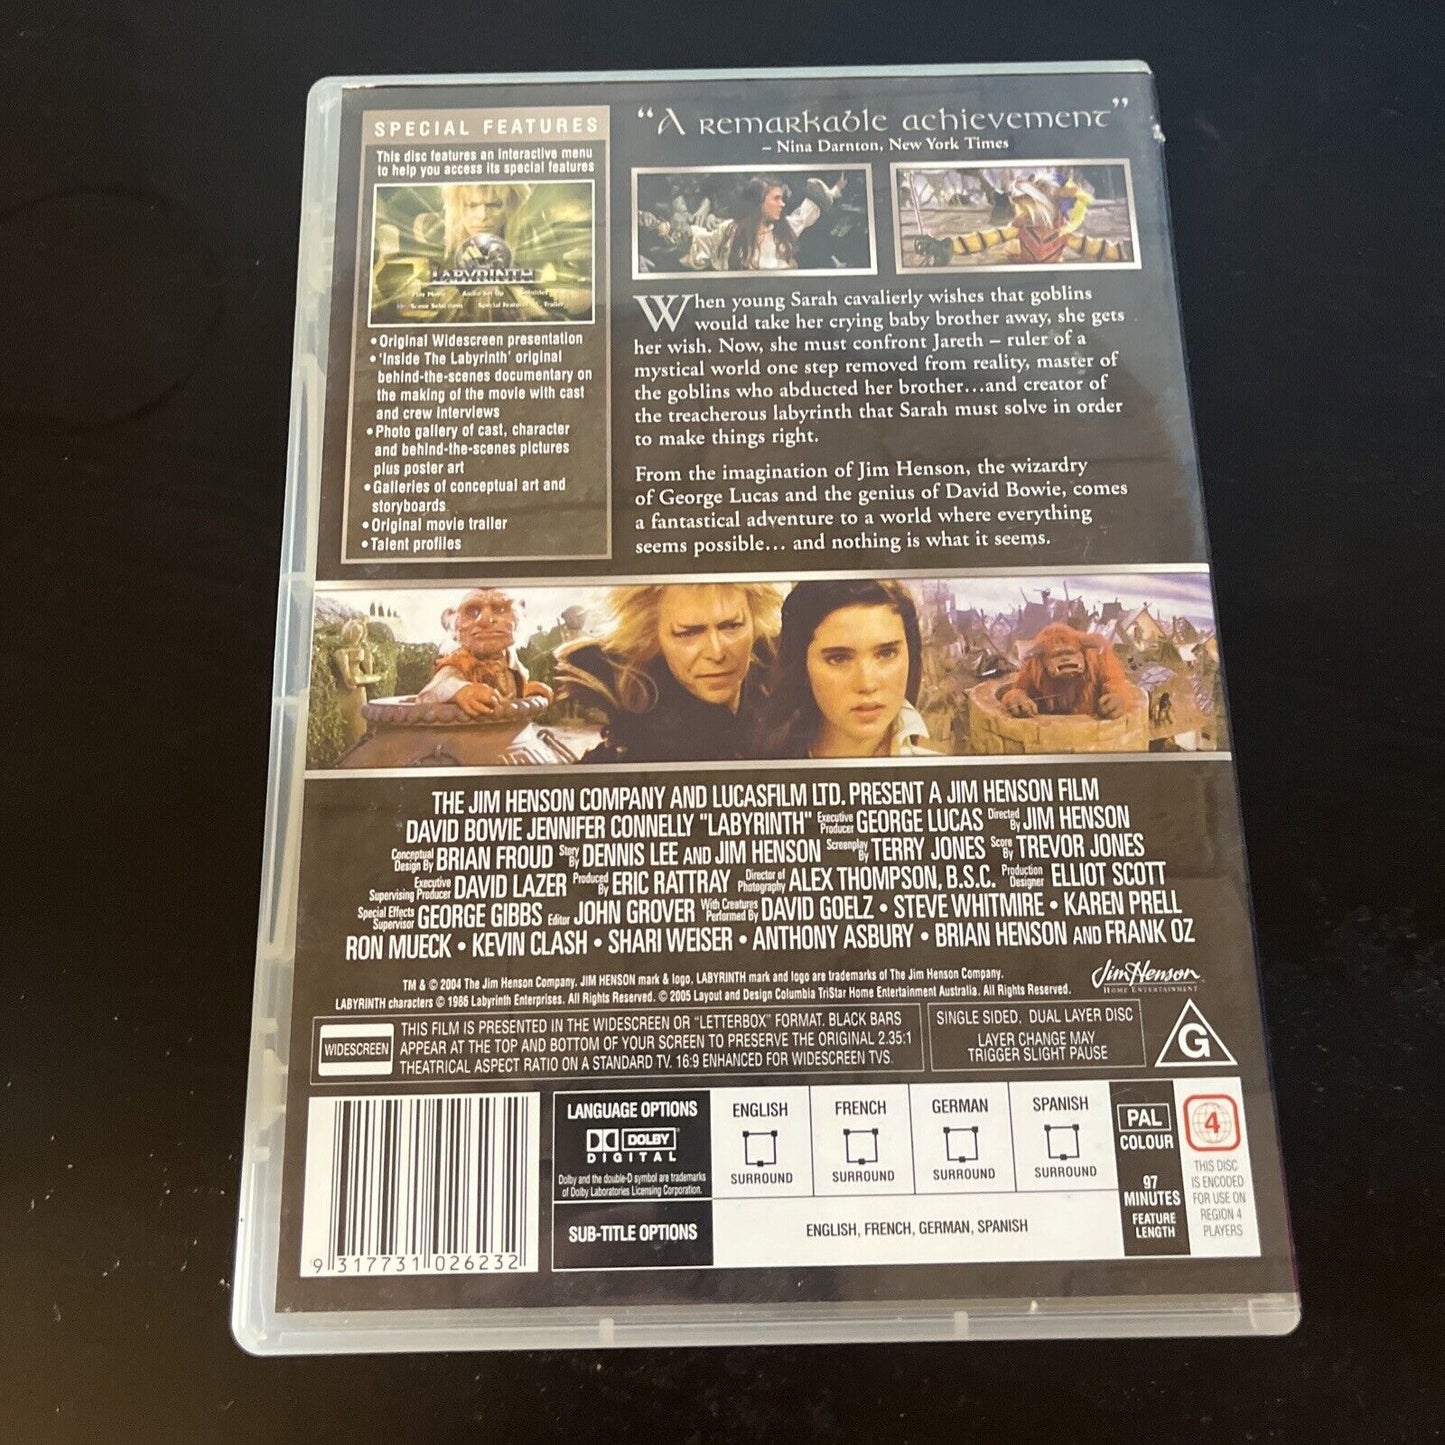 SPECIAL FEATURES
This disc features an interactive menu
to help you access its special features
LABYRINTH
Play Movie Audio Set Up Subtitles
Scene Selections Special Features Trailer
•Original Widescreen presentation
•'Inside The Labyrinth' original
behind-the-scenes documentary on
the making of the movie with cast
and crew interviews
•Photo gallery of cast, character
and behind-the-scenes pictures
plus poster art
•Galleries of conceptual art and
storyboards
•Original movie trailer
•Talent profiles
“A remarkable achievement”
– Nina Darnton, New York Times
When young Sarah cavalierly wishes that goblins
would take her crying baby brother away, she gets
her wish. Now, she must confront Jareth – ruler of a
mystical world one step removed from reality, master of
the goblins who abducted her brother...and creator of
the treacherous labyrinth that Sarah must solve in order
to make things right.
From the imagination of Jim Henson, the wizardry
of George Lucas and the genius of David Bowie, comes
a fantastical adventure to a world where everything
seems possible... and nothing is what it seems.
THE JIM HENSON COMPANY AND LUCASFILM LTD. PRESENT A JIM HENSON FILM
DAVID BOWIE JENNIFER CONNELLY "LABYRINTH" Executive Producer GEORGE LUCAS Directed By JIM HENSON
Conceptual Design By BRIAN FROUD Story By DENNIS LEE AND JIM HENSON Screenplay By TERRY JONES Score By TREVOR JONES
Executive Supervising Producer DAVID LAZER Produced By ERIC RATTRAY Director of Photography ALEX THOMPSON, B.S.C. Production Designer ELLIOT SCOTT
Special Effects Supervisor GEORGE GIBBS Editor JOHN GROVER With Creatures Performed By DAVID GOELZ • STEVE WHITMIRE • KAREN PRELL
RON MUECK • KEVIN CLASH • SHARI WEISER • ANTHONY ASBURY • BRIAN HENSON AND FRANK OZ
TM & © 2004 The Jim Henson Company. JIM HENSON mark & logo, LABYRINTH mark and logo are trademarks of The Jim Henson Company.
LABYRINTH characters © 1986 Labyrinth Enterprises. All Rights Reserved. © 2005 Layout and Design Columbia TriStar Home Entertainment Australia. All Rights Reserved.
Jim Henson
HOME ENTERTAINMENT
WIDESCREEN
THIS FILM IS PRESENTED IN THE WIDESCREEN OR "LETTERBOX" FORMAT. BLACK BARS
APPEAR AT THE TOP AND BOTTOM OF YOUR SCREEN TO PRESERVE THE ORIGINAL 2.35:1
THEATRICAL ASPECT RATIO ON A STANDARD TV. 16:9 ENHANCED FOR WIDESCREEN TVS.
SINGLE SIDED, DUAL LAYER DISC
LAYER CHANGE MAY
TRIGGER SLIGHT PAUSE
G
9 317731 026232
LANGUAGE OPTIONS
DOLBY
DIGITAL
Dolby and the double-D symbol are trademarks
of Dolby Laboratories Licensing Corporation.
ENGLISH
SURROUND
FRENCH
SURROUND
GERMAN
SURROUND
SPANISH
SURROUND
SUB-TITLE OPTIONS
ENGLISH, FRENCH, GERMAN, SPANISH
PAL
COLOUR
97
MINUTES
FEATURE
LENGTH
4
THIS DISC
IS ENCODED
FOR USE ON
REGION 4
PLAYERS